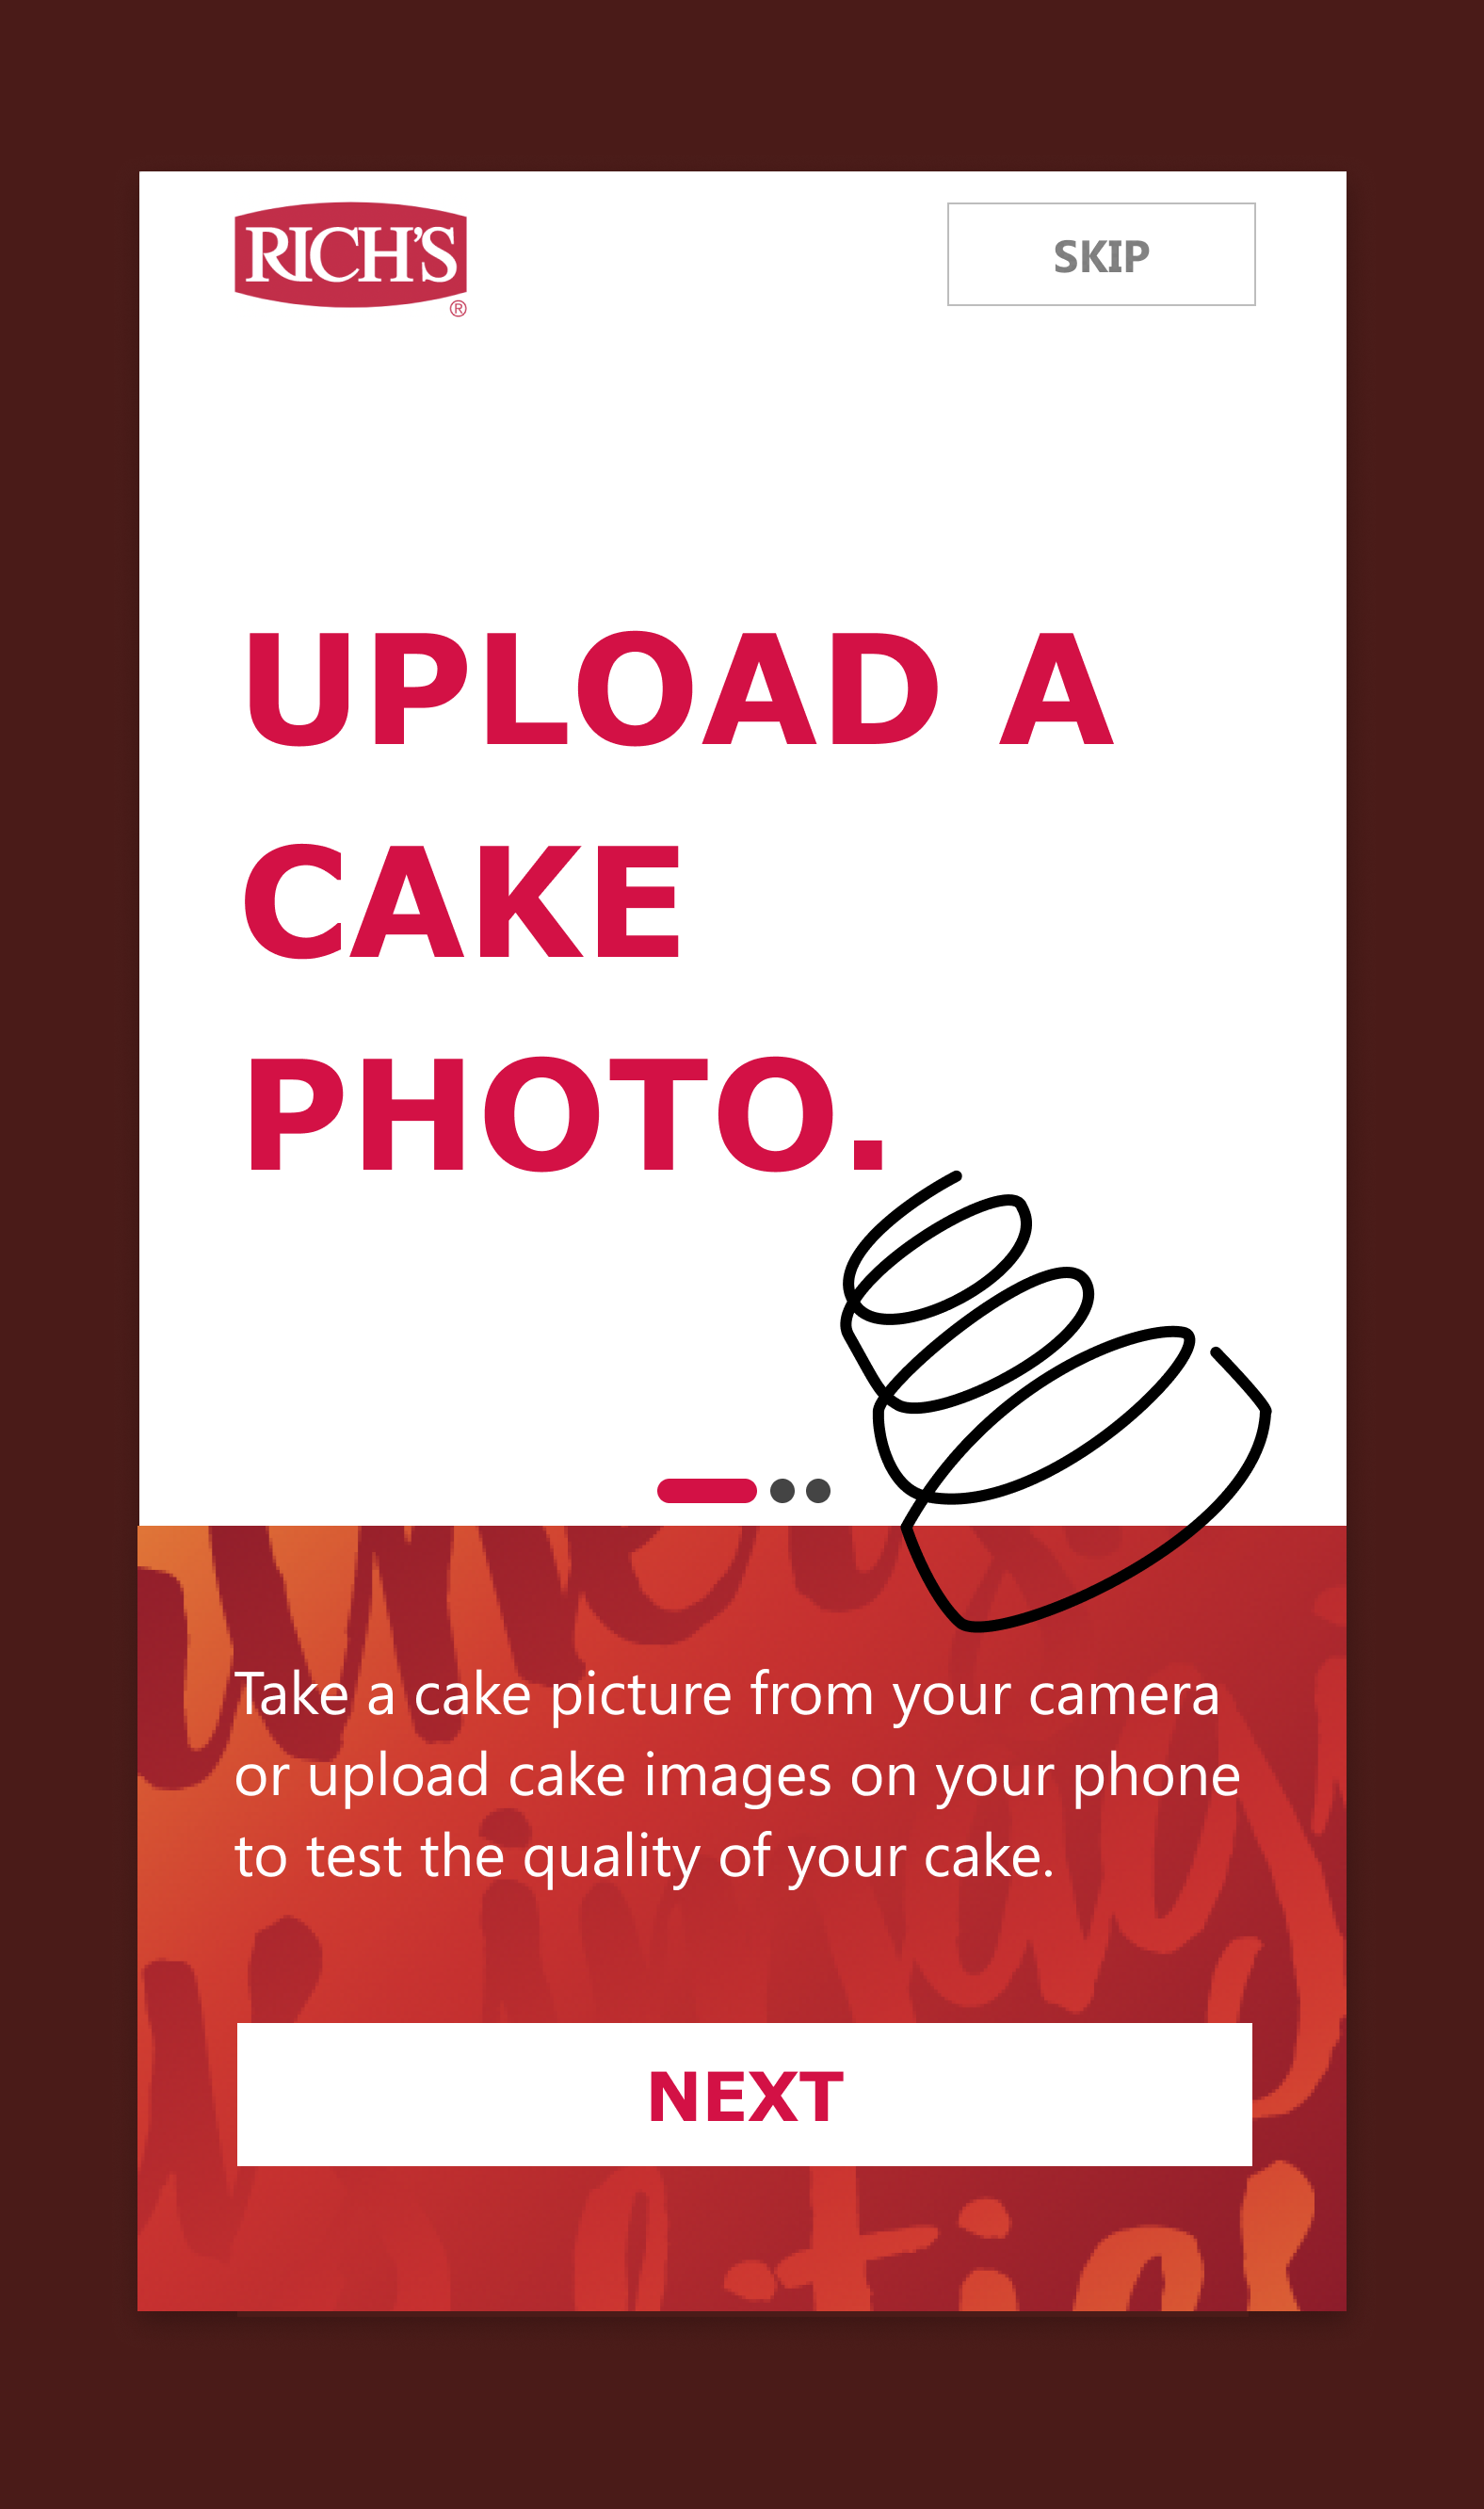 RICH'S
®
SKIP
UPLOAD A
CAKE
PHOTO.
Take a cake picture from your camera
or upload cake images on your phone
to test the quality of your cake.
NEXT